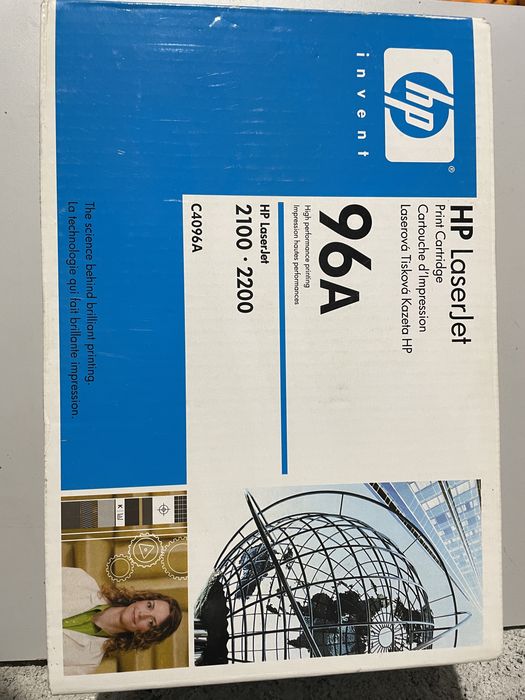 hp
®
invent
HP LaserJet
Print Cartridge
Cartouche d'Impression
Laserová Tisková Kazeta HP
96A
High performance printing
Impression hautes performances
HP LaserJet
2100 • 2200
C4096A
The science behind brilliant printing.
La technologie qui fait brillante impression.
K